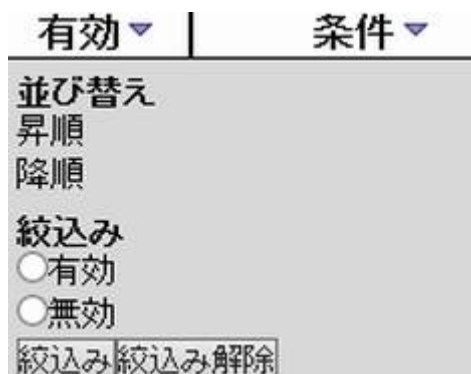 有効 条件
並び替え
昇順
降順
絞込み
有効
無効
絞込み 絞込み解除